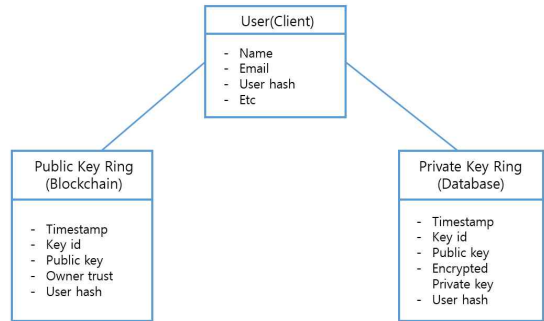 User(Client)
- Name
- Email
- User hash
- Etc
Public Key Ring
(Blockchain)
- Timestamp
- Key id
- Public key
- Owner trust
- User hash
Private Key Ring
(Database)
- Timestamp
- Key id
- Public key
- Encrypted
Private key
- User hash